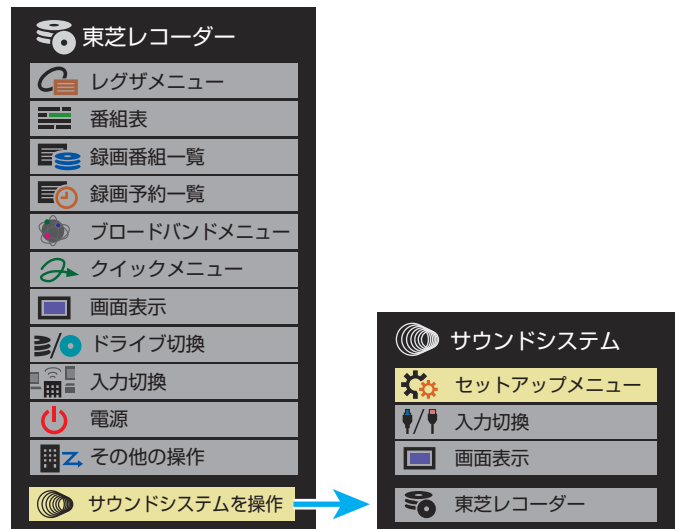 東芝レコーダー
レグザメニュー
番組表
録画番組一覧
録画予約一覧
ブロードバンドメニュー
クイックメニュー
画面表示
ドライブ切換
入力切換
電源
その他の操作
サウンドシステムを操作
サウンドシステム
セットアップメニュー
入力切換
画面表示
東芝レコーダー